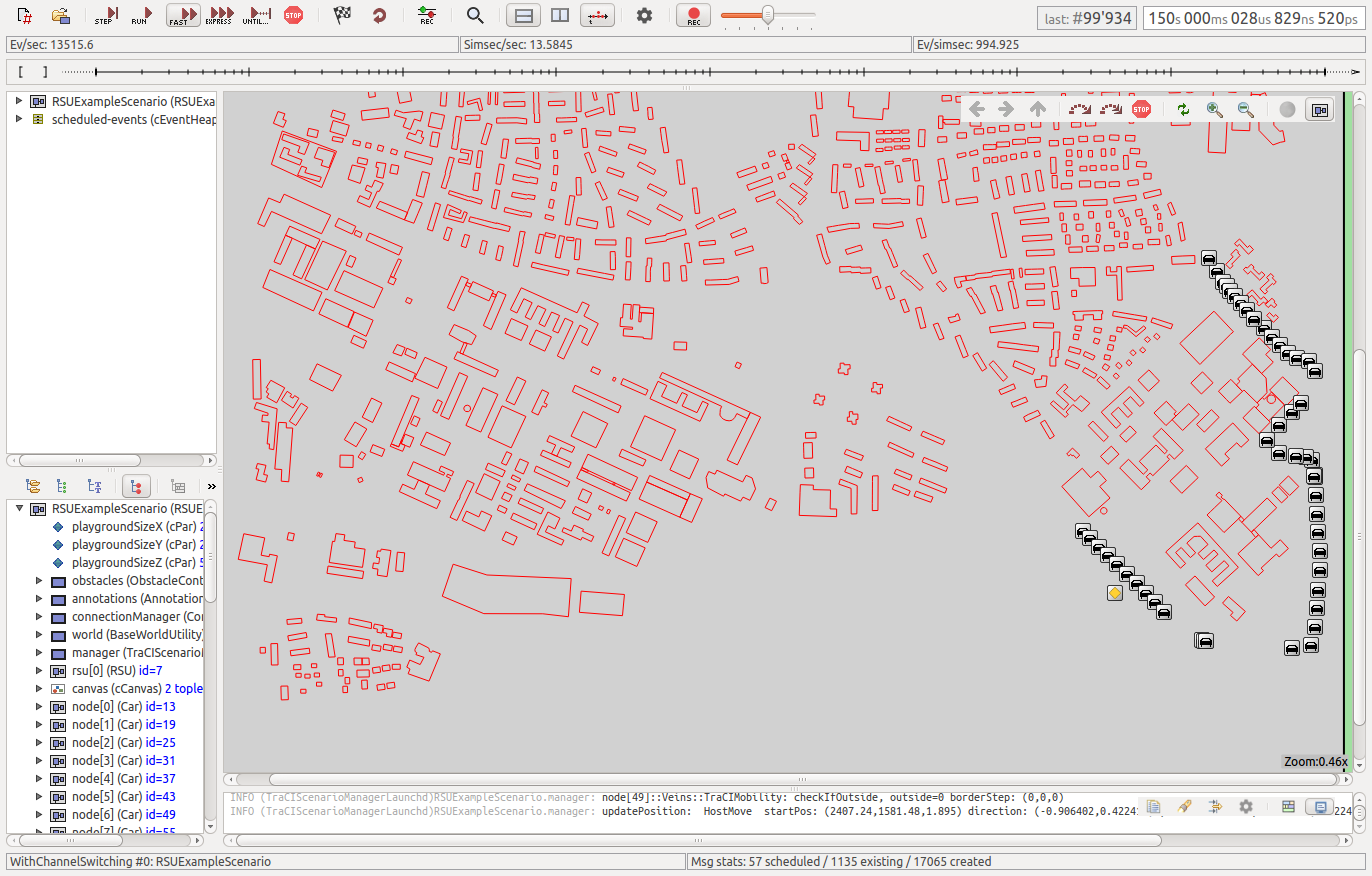 STEP RUN FAST EXPRESS UNTIL... STOP REC REC
last: #99'934 150s 000ms 028us 829ns 520ps
Ev/sec: 13515.6 Simsec/sec: 13.5845 Ev/simsec: 994.925
[ ]
RSUExampleScenario (RSUExa
scheduled-events (cEventHeap
STOP
»
RSUExampleScenario (RSUE
playgroundSizeX (cPar) 2
playgroundSizeY (cPar) 2
playgroundSizeZ (cPar) 5
obstacles (ObstacleCont
annotations (Annotation
connectionManager (Con
world (BaseWorldUtility)
manager (TraCIScenarioM
rsu[0] (RSU) id=7
canvas (cCanvas) 2 tople
node[0] (Car) id=13
node[1] (Car) id=19
node[2] (Car) id=25
node[3] (Car) id=31
node[4] (Car) id=37
node[5] (Car) id=43
node[6] (Car) id=49
node[7] (Car) id=55
Zoom:0.46x
INFO (TraCIScenarioManagerLaunchd)RSUExampleScenario.manager: node[49]::Veins::TraCIMobility: checkIfOutside, outside=0 borderStep: (0,0,0)
INFO (TraCIScenarioManagerLaunchd)RSUExampleScenario.manager: updatePosition: HostMove startPos: (2407.24,1581.48,1.895) direction: (-0.906402,0.4224
WithChannelSwitching #0: RSUExampleScenario Msg stats: 57 scheduled / 1135 existing / 17065 created